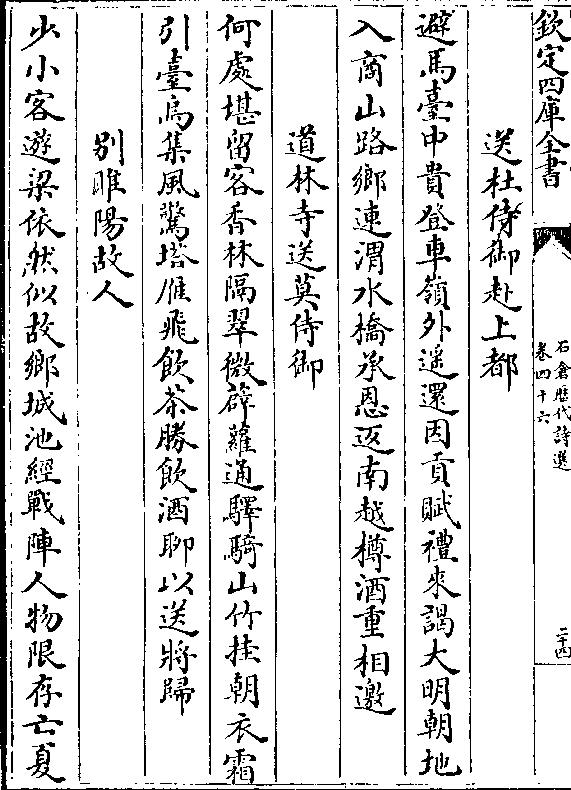 欽定四庫全書
石倉歷代詩選
卷四十六
二十四
送杜侍御赴上都
避馬臺中貴登車嶺外遥還因貢賦禮來謁大明朝地
入商山路鄉連渭水橋承恩返南越樽酒重相邀
道林寺送莫侍御
何處堪留客香林隔翠微薜蘿通驛騎山竹挂朝衣霜
引臺烏集風驚塔雁飛飲茶勝飲酒聊以送將歸
别睢陽故人
少小客遊梁依然似故鄉城池經戰陣人物限存亡夏